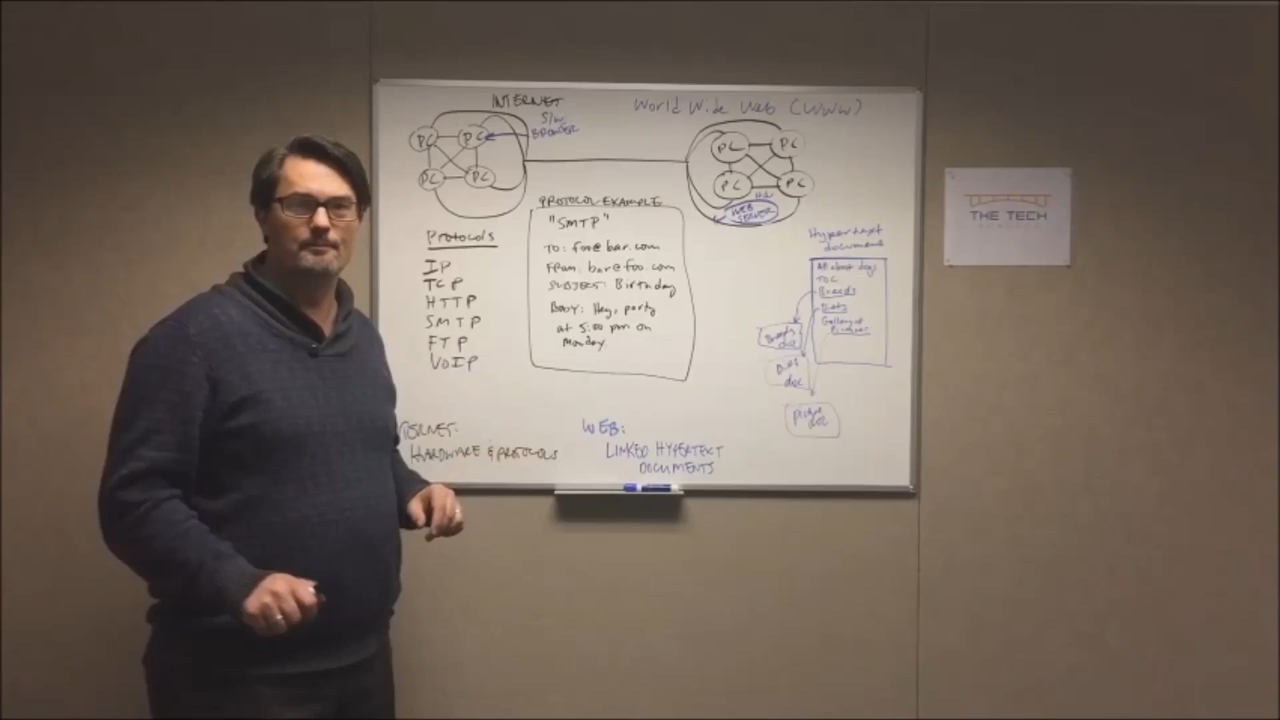 INTERNET
S/W
BROWSER
World Wide Web (WWW)
PC PC
PC PC
PC PC
PC PC
H/W
WEB
SERVER
Protocols
IP
TCP
HTTP
SMTP
FTP
VOIP
PROTOCOL EXAMPLE
"SMTP"
TO: foo@bar.com
FROM: bar@foo.com
SUBJECT: Birthday
BODY: Hey, party
at 5:00 pm on
Monday.
Hypertext
document
All about dogs
TOC
Breeds
Diets
Gallery of
Pictures
doc
doc
Picture
doc
HARDWARE & PROTOCOLS
WEB:
LINKED HYPERTEXT
DOCUMENTS
THE TECH